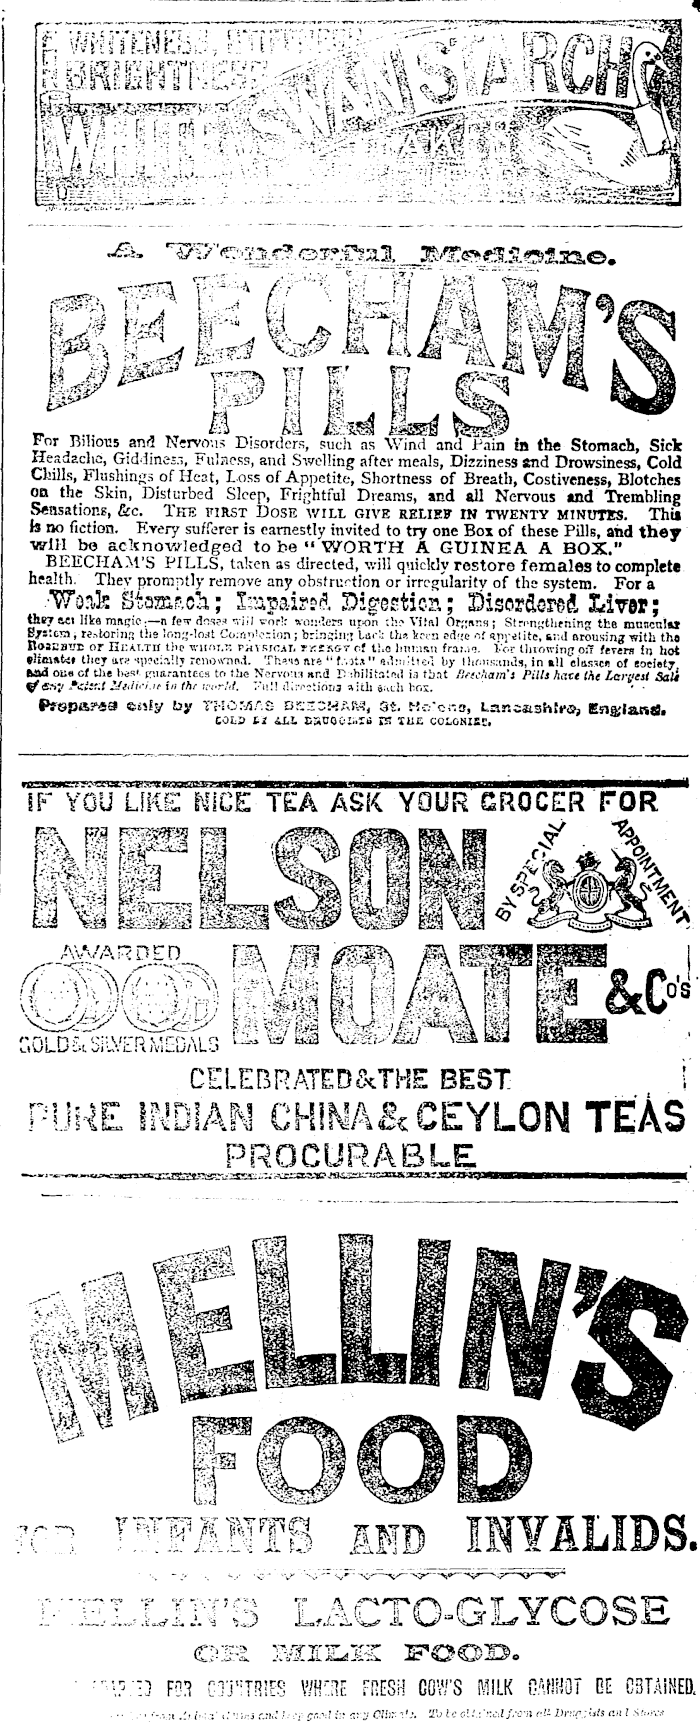 WHITENESS, STIFFNESS
BRIGHTNESS
SWAN STARCH
A Wonderful Medicine.
BEECHAM'S
PILLS
For Bilious and Nervous Disorders, such as Wind and Pain in the Stomach, Sick
Headache, Giddiness, Fulness, and Swelling after meals, Dizziness and Drowsiness, Cold
Chills, Flushings of Heat, Loss of Appetite, Shortness of Breath, Costiveness, Blotches
on the Skin, Disturbed Sleep, Frightful Dreams, and all Nervous and Trembling
Sensations, &c. THE FIRST DOSE WILL GIVE RELIEF IN TWENTY MINUTES. This
is no fiction. Every sufferer is earnestly invited to try one Box of these Pills, and they
will be acknowledged to be "WORTH A GUINEA A BOX."
BEECHAM'S PILLS, taken as directed, will quickly restore females to complete
health. They promptly remove any obstruction or irregularity of the system. For a
Weak Stomach; Impaired Digestion; Disordered Liver;
they act like magic,—a few doses will work wonders upon the Vital Organs; Strengthening the muscular
System, restoring the long-lost Complexion; bringing back the keen edge of appetite, and arousing with the
ROSEBUD OF HEALTH the WHOLE PHYSICAL ENERGY of the human frame. For throwing off fevers in hot
climates they are specially renowned. These are "facts" admitted by thousands, in all classes of society,
and one of the best guarantees to the Nervous and Debilitated is that Beecham's Pills have the Largest Sale
of any Patent Medicine in the world. Full directions with each box.
Prepared only by THOMAS BEECHAM, St. Helens, Lancashire, England.
SOLD BY ALL DRUGGISTS IN THE COLONIES.
IF YOU LIKE NICE TEA ASK YOUR GROCER FOR
NELSON
BY SPECIAL APPOINTMENT
AWARDED
GOLD & SILVER MEDALS
MOATE & Co's
CELEBRATED & THE BEST
PURE INDIAN CHINA & CEYLON TEAS
PROCURABLE
MELLIN'S
FOOD
FOR INFANTS AND INVALIDS.
MELLIN'S LACTO-GLYCOSE
OR MILK FOOD.
ADAPTED FOR COUNTRIES WHERE FRESH COW'S MILK CANNOT BE OBTAINED.
and keep good in any Climate. To be obtained from all Druggists and Stores